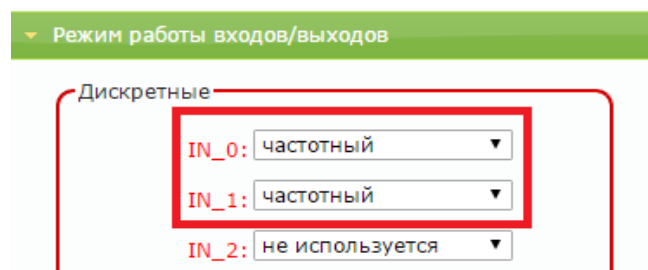 Режим работы входов/выходов
Дискретные
IN_0: частотный
IN_1: частотный
IN_2: не используется